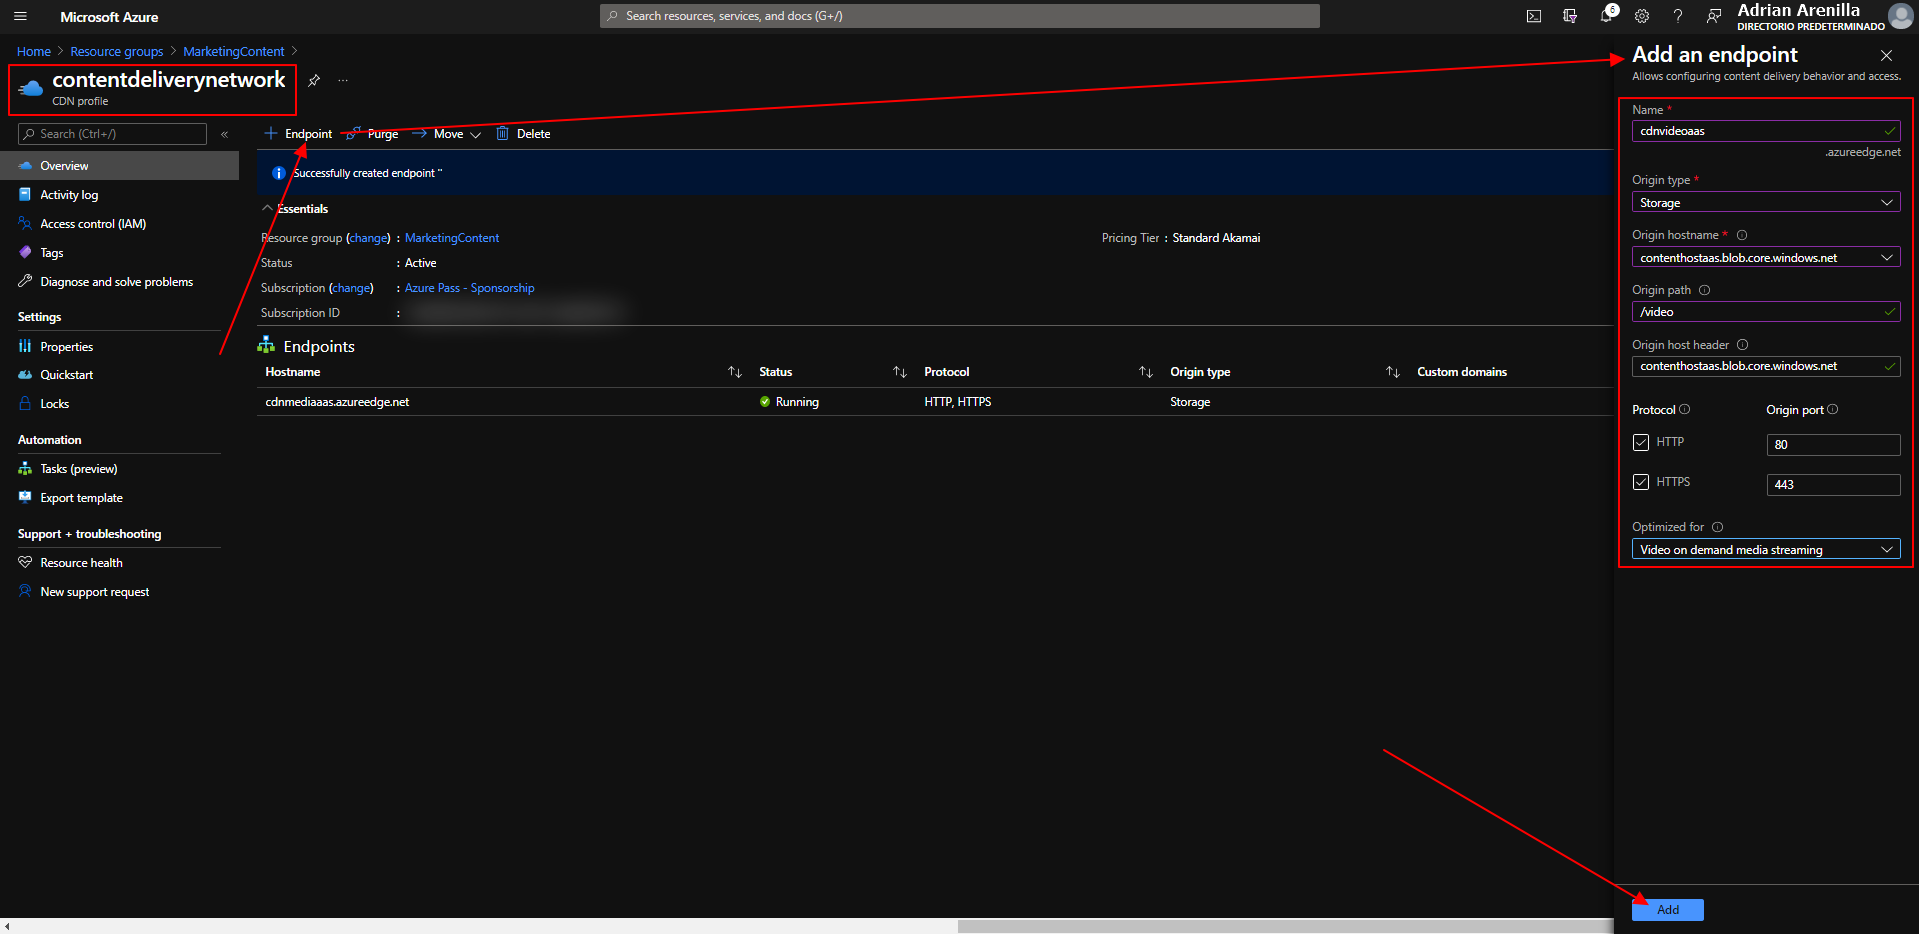 Microsoft Azure
Search resources, services, and docs (G+/)
6
Adrian Arenilla
DIRECTORIO PREDETERMINADO
Home > Resource groups > MarketingContent >
contentdeliverynetwork
CDN profile
Search (Ctrl+/)
«
Overview
Activity log
Access control (IAM)
Tags
Diagnose and solve problems
Settings
Properties
Quickstart
Locks
Automation
Tasks (preview)
Export template
Support + troubleshooting
Resource health
New support request
Endpoint Purge Move Delete
Successfully created endpoint ''
Essentials
Resource group (change) : MarketingContent
Pricing Tier : Standard Akamai
Status : Active
Subscription (change) : Azure Pass - Sponsorship
Subscription ID :
Endpoints
Hostname Status Protocol Origin type Custom domains
cdnmediaaas.azureedge.net Running HTTP, HTTPS Storage
Add an endpoint
Allows configuring content delivery behavior and access.
Name *
cdnvideoaas
.azureedge.net
Origin type *
Storage
Origin hostname *
contenthostaas.blob.core.windows.net
Origin path
/video
Origin host header
contenthostaas.blob.core.windows.net
Protocol Origin port
HTTP 80
HTTPS 443
Optimized for
Video on demand media streaming
Add